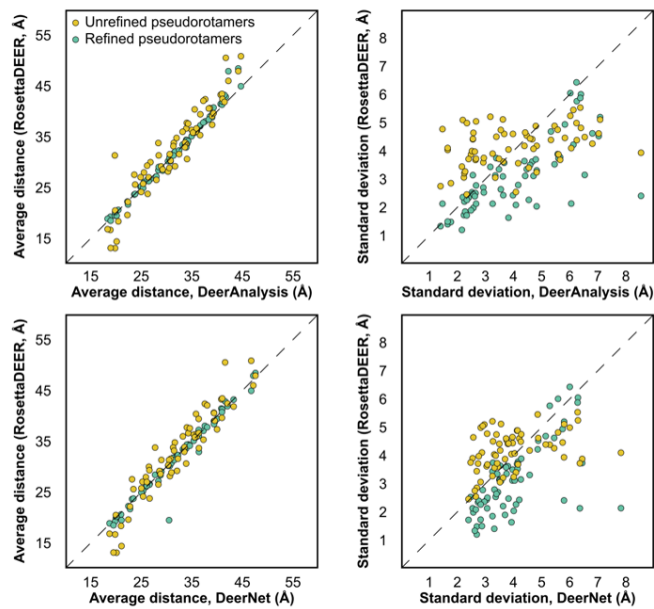 Unrefined pseudorotamers
Refined pseudorotamers
Average distance (RosettaDEER, Å)
55
45
35
25
15
15 25 35 45 55
Average distance, DeerAnalysis (Å)
Standard deviation (RosettaDEER, Å)
8
7
6
5
4
3
2
1
1 2 3 4 5 6 7 8
Standard deviation, DeerAnalysis (Å)
Average distance (RosettaDEER, Å)
55
45
35
25
15
15 25 35 45 55
Average distance, DeerNet (Å)
Standard deviation (RosettaDEER, Å)
8
7
6
5
4
3
2
1
1 2 3 4 5 6 7 8
Standard deviation, DeerNet (Å)